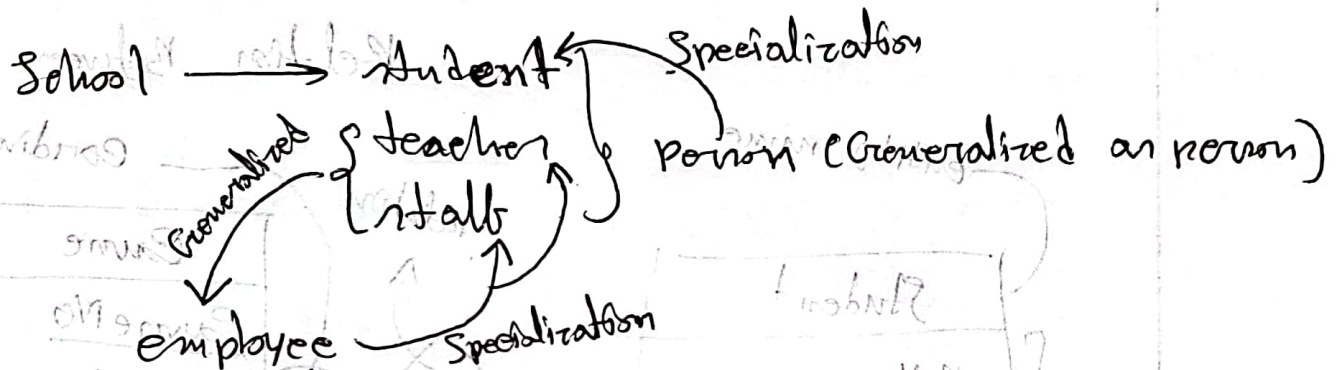 School → student Specialization
Generalized { teacher } person (Generalized as person)
staff
employee Specialization